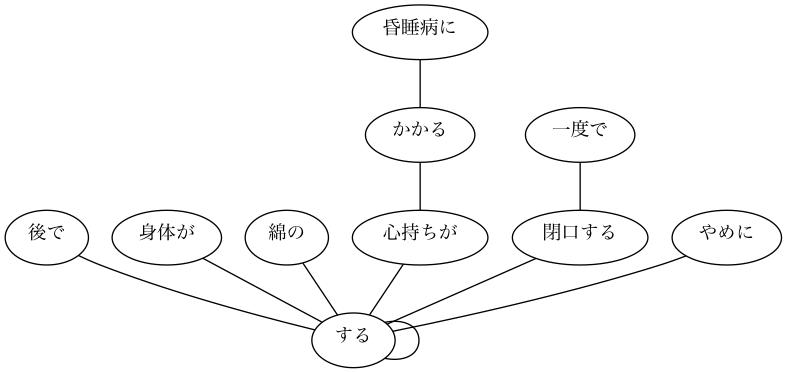 昏睡病に
かかる
一度で
後で
身体が
綿の
心持ちが
閉口する
やめに
する